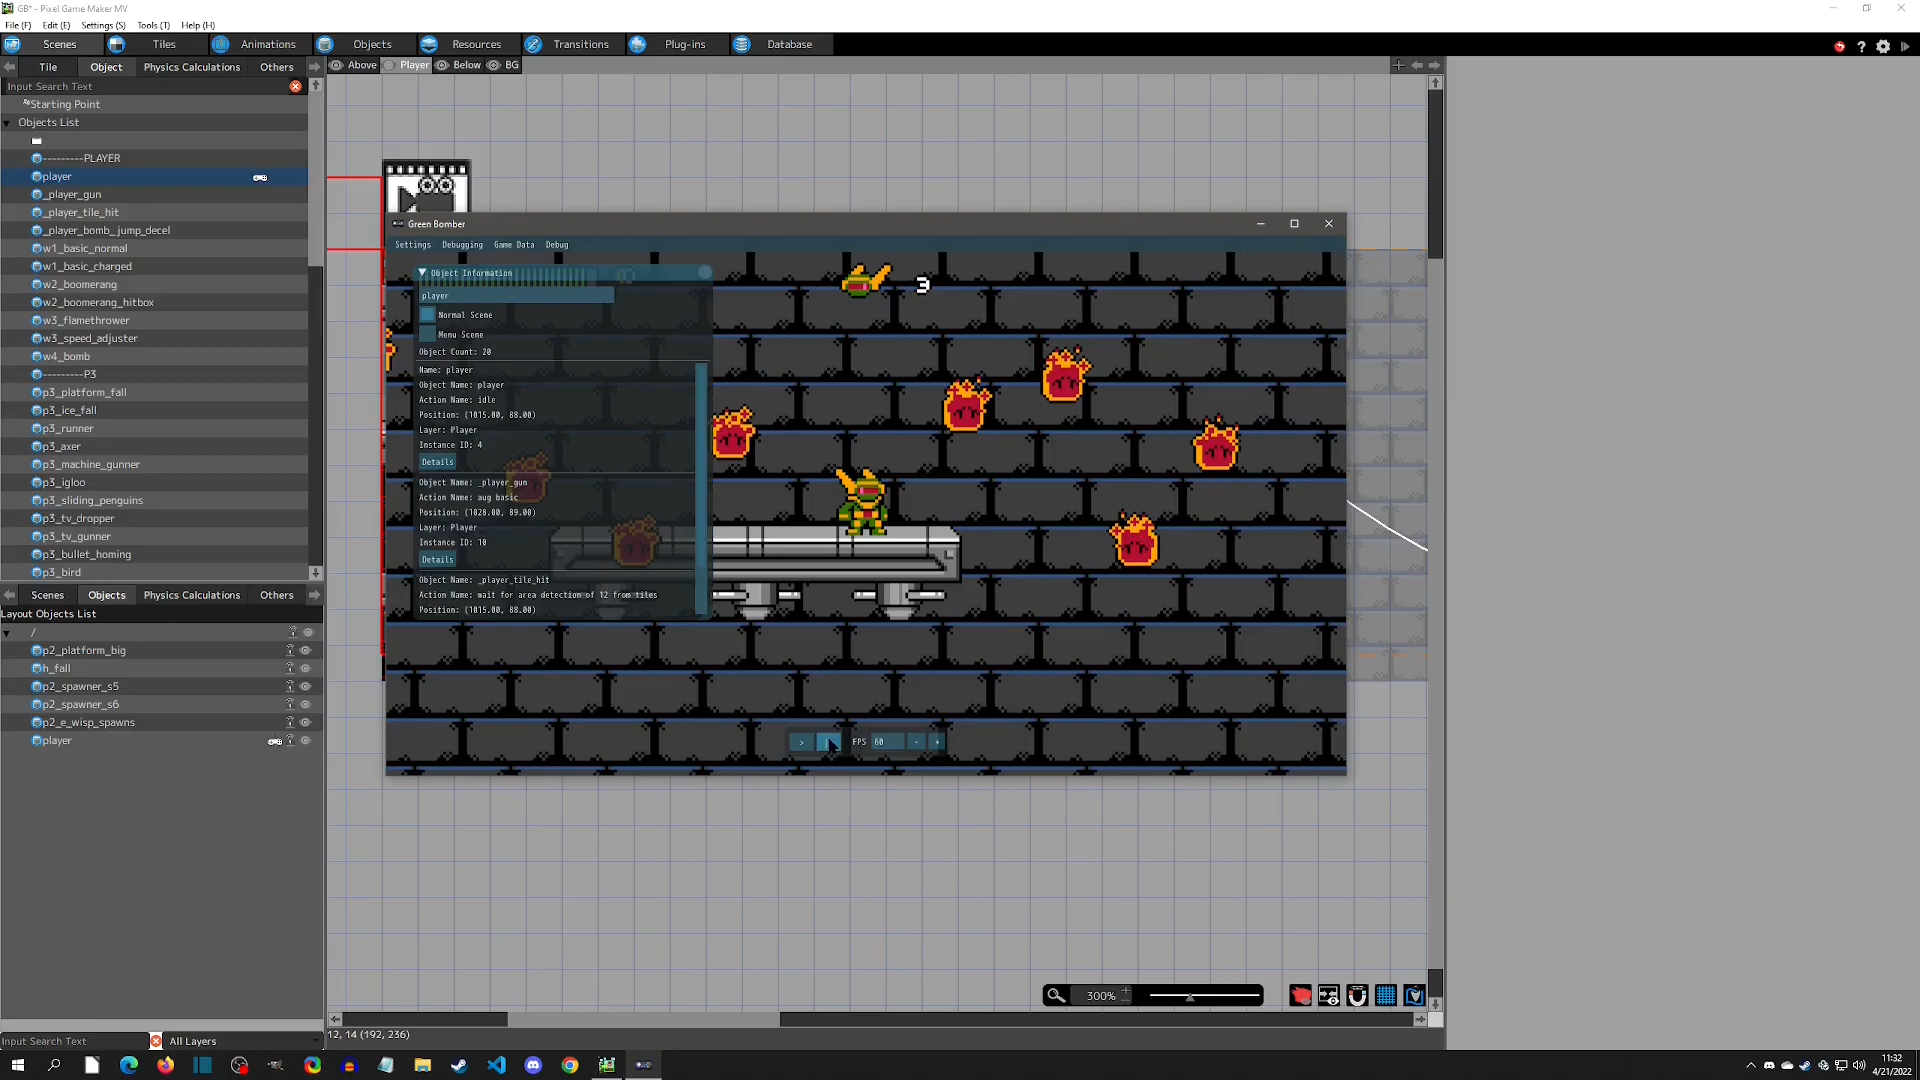 GB* - Pixel Game Maker MV
File (F) Edit (E) Settings (S) Tools (T) Help (H)
Scenes Tiles Animations Objects Resources Transitions Plug-ins Database
Tile Object Physics Calculations Others
Above Player Below BG
Input Search Text
Starting Point
Objects List
---------PLAYER
player
_player_gun
_player_tile_hit
_player_bomb_jump_decel
w1_basic_normal
w1_basic_charged
w2_boomerang
w2_boomerang_hitbox
w3_flamethrower
w3_speed_adjuster
w4_bomb
---------P3
p3_platform_fall
p3_ice_fall
p3_runner
p3_axer
p3_machine_gunner
p3_igloo
p3_sliding_penguins
p3_tv_dropper
p3_tv_gunner
p3_bullet_homing
p3_bird
Scenes Objects Physics Calculations Others
Layout Objects List
/
p2_platform_big
h_fall
p2_spawner_s5
p2_spawner_s6
p2_e_wisp_spawns
player
Input Search Text
All Layers
Green Bomber
Settings Debugging Game Data Debug
Object Information
player
Normal Scene
Menu Scene
Object Count: 20
Name: player
Object Name: player
Action Name: idle
Position: (1015.00, 88.00)
Layer: Player
Instance ID: 4
Details
Object Name: _player_gun
Action Name: aug basic
Position: (1028.00, 89.00)
Layer: Player
Instance ID: 10
Details
Object Name: _player_tile_hit
Action Name: wait for area detection of 12 from tiles
Position: (1015.00, 88.00)
3
> FPS 60 - +
300%
12, 14 (192, 236)
11:32
4/21/2022